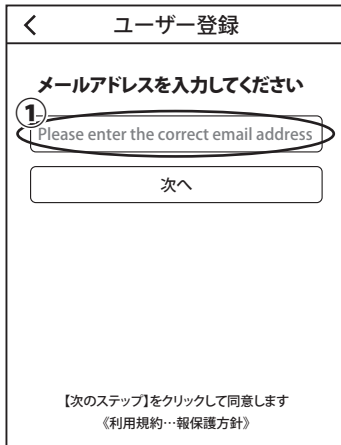 ユーザー登録
メールアドレスを入力してください
①
Please enter the correct email address
次へ
【次のステップ】をクリックして同意します
《利用規約…報保護方針》